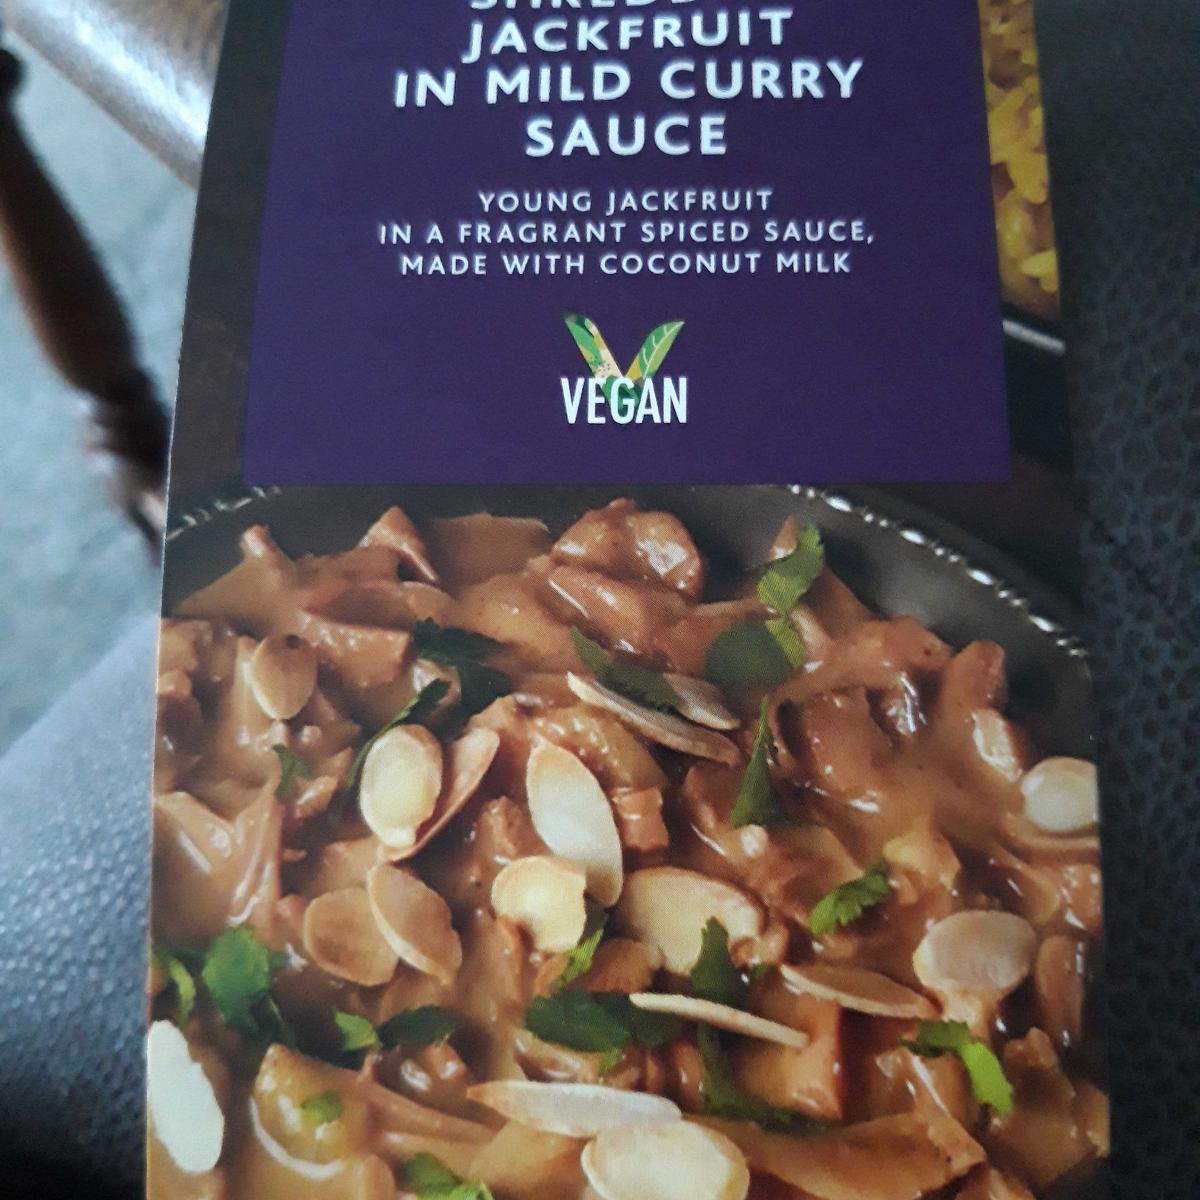 JACKFRUIT
IN MILD CURRY
SAUCE
YOUNG JACKFRUIT
IN A FRAGRANT SPICED SAUCE,
MADE WITH COCONUT MILK
VEGAN